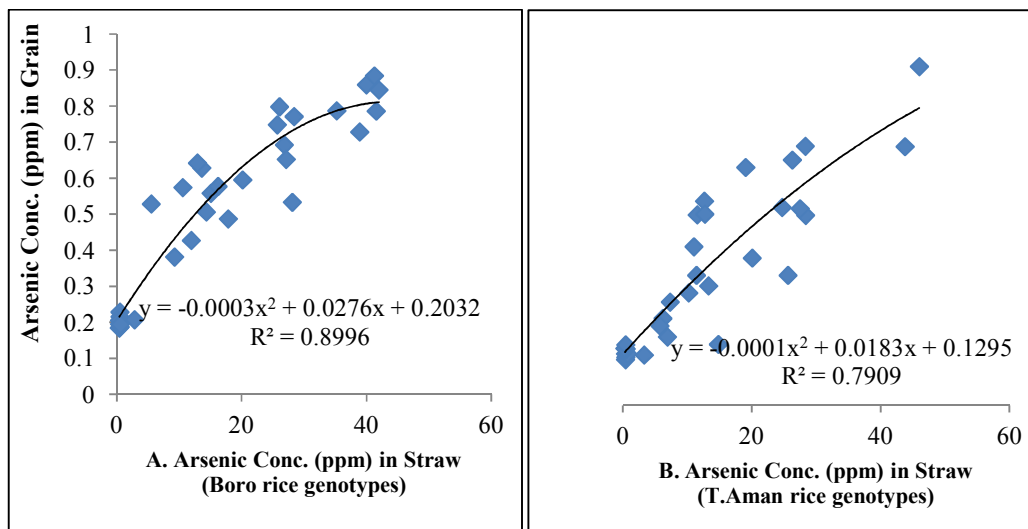 Arsenic Conc. (ppm) in Grain
1
0.9
0.8
0.7
0.6
0.5
0.4
0.3
0.2
0.1
0
y = -0.0003x² + 0.0276x + 0.2032
R² = 0.8996
0
20
40
60
A. Arsenic Conc. (ppm) in Straw
(Boro rice genotypes)
y = -0.0001x² + 0.0183x + 0.1295
R² = 0.7909
0
20
40
60
B. Arsenic Conc. (ppm) in Straw
(T.Aman rice genotypes)